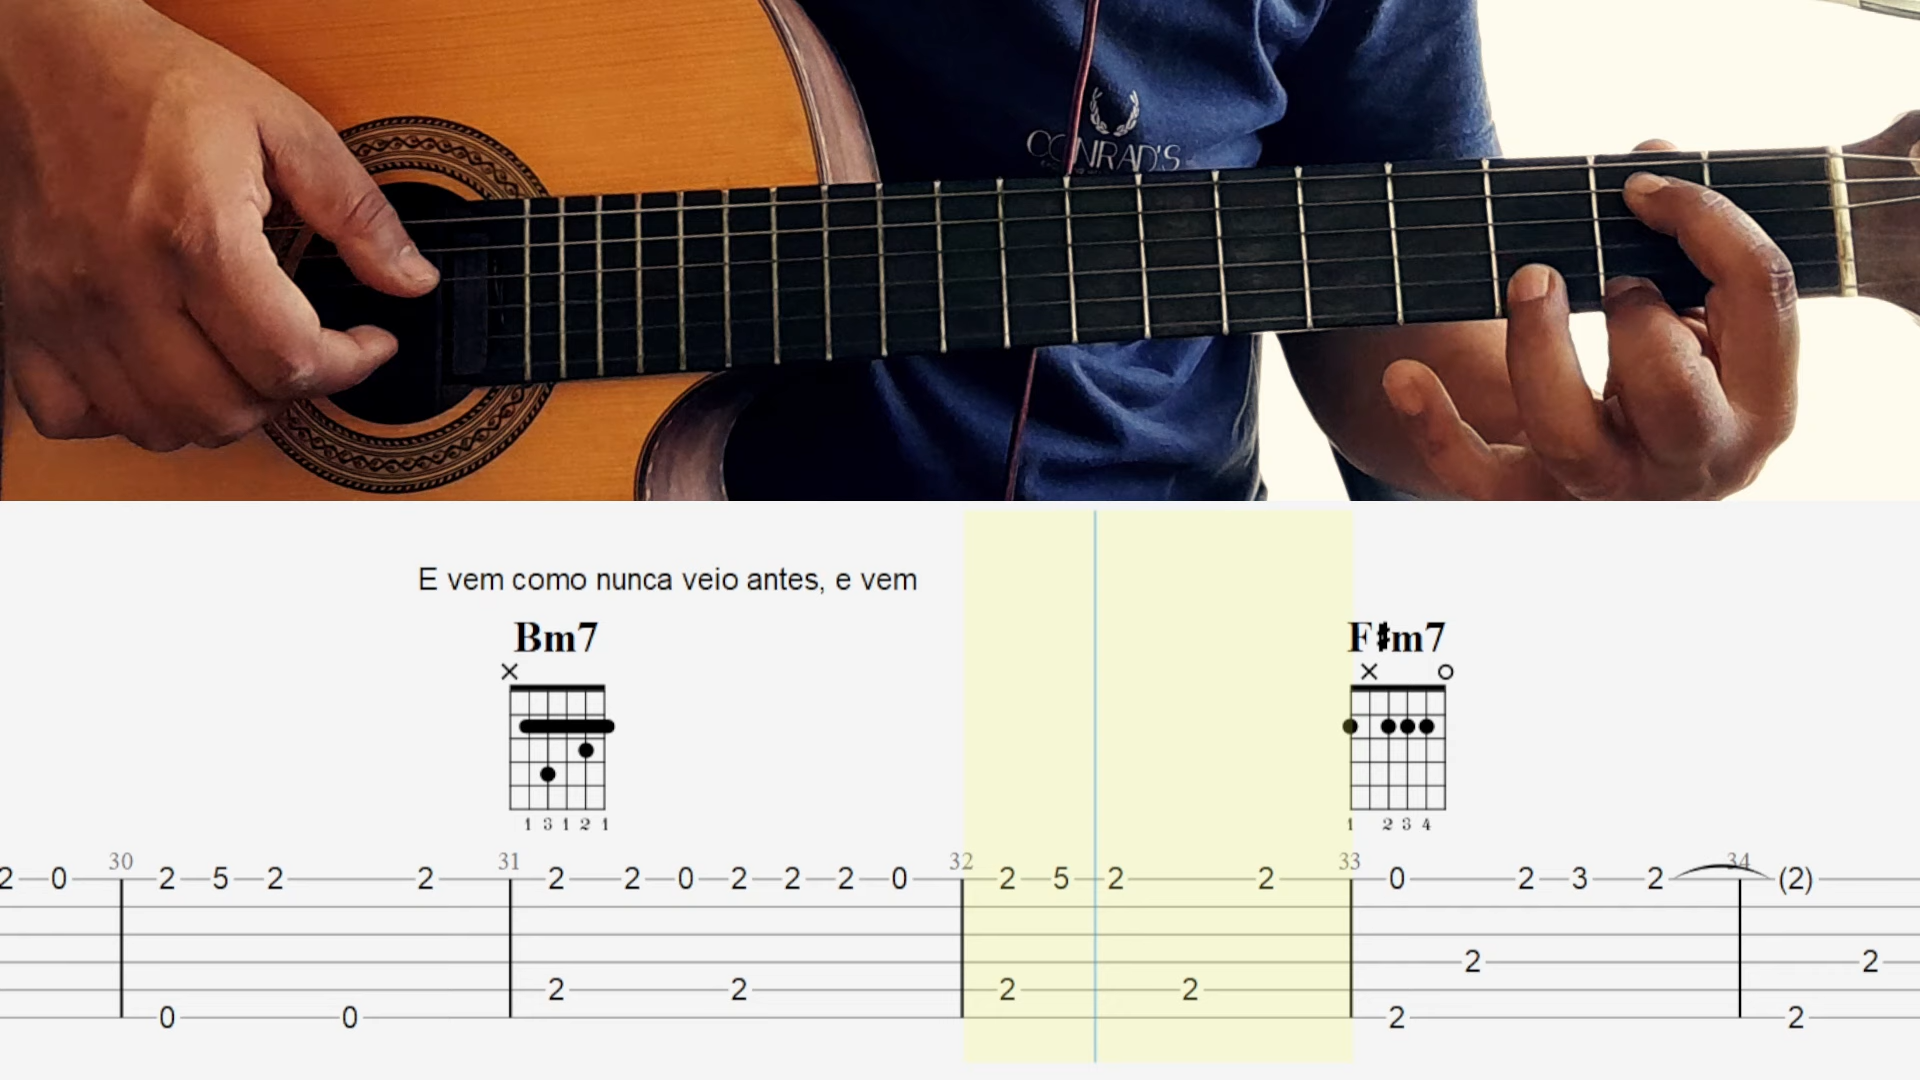 CONRAD'S
E vem como nunca veio antes, e vem
Bm7 F♯m7
× × o
1 3 1 2 1 1 2 3 4
30 31 32 33 34
2 0 2 5 2 2 2 2 0 2 2 2 0 2 5 2 2 0 2 3 2 (2)
2 2
2 2 2 2
0 0 2 2